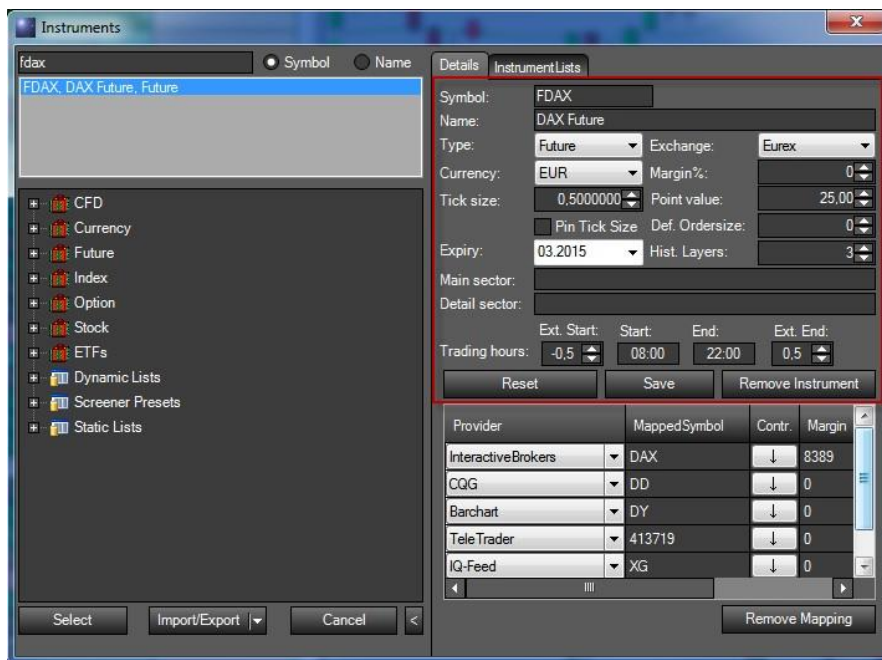 Instruments
fdax
Symbol Name
FDAX, DAX Future, Future
CFD
Currency
Future
Index
Option
Stock
ETFs
Dynamic Lists
Screener Presets
Static Lists
Select Import/Export Cancel <
Details InstrumentLists
Symbol: FDAX
Name: DAX Future
Type: Future Exchange: Eurex
Currency: EUR Margin%: 0
Tick size: 0,5000000 Point value: 25,00
Pin Tick Size Def. Ordersize: 0
Expiry: 03.2015 Hist. Layers: 3
Main sector:
Detail sector:
Ext. Start: Start: End: Ext. End:
Trading hours: -0,5 08:00 22:00 0,5
Reset Save Remove Instrument
Provider MappedSymbol Contr. Margin
InteractiveBrokers DAX ↓ 8389
CQG DD ↓ 0
Barchart DY ↓ 0
TeleTrader 413719 ↓ 0
IQ-Feed XG ↓ 0
Remove Mapping